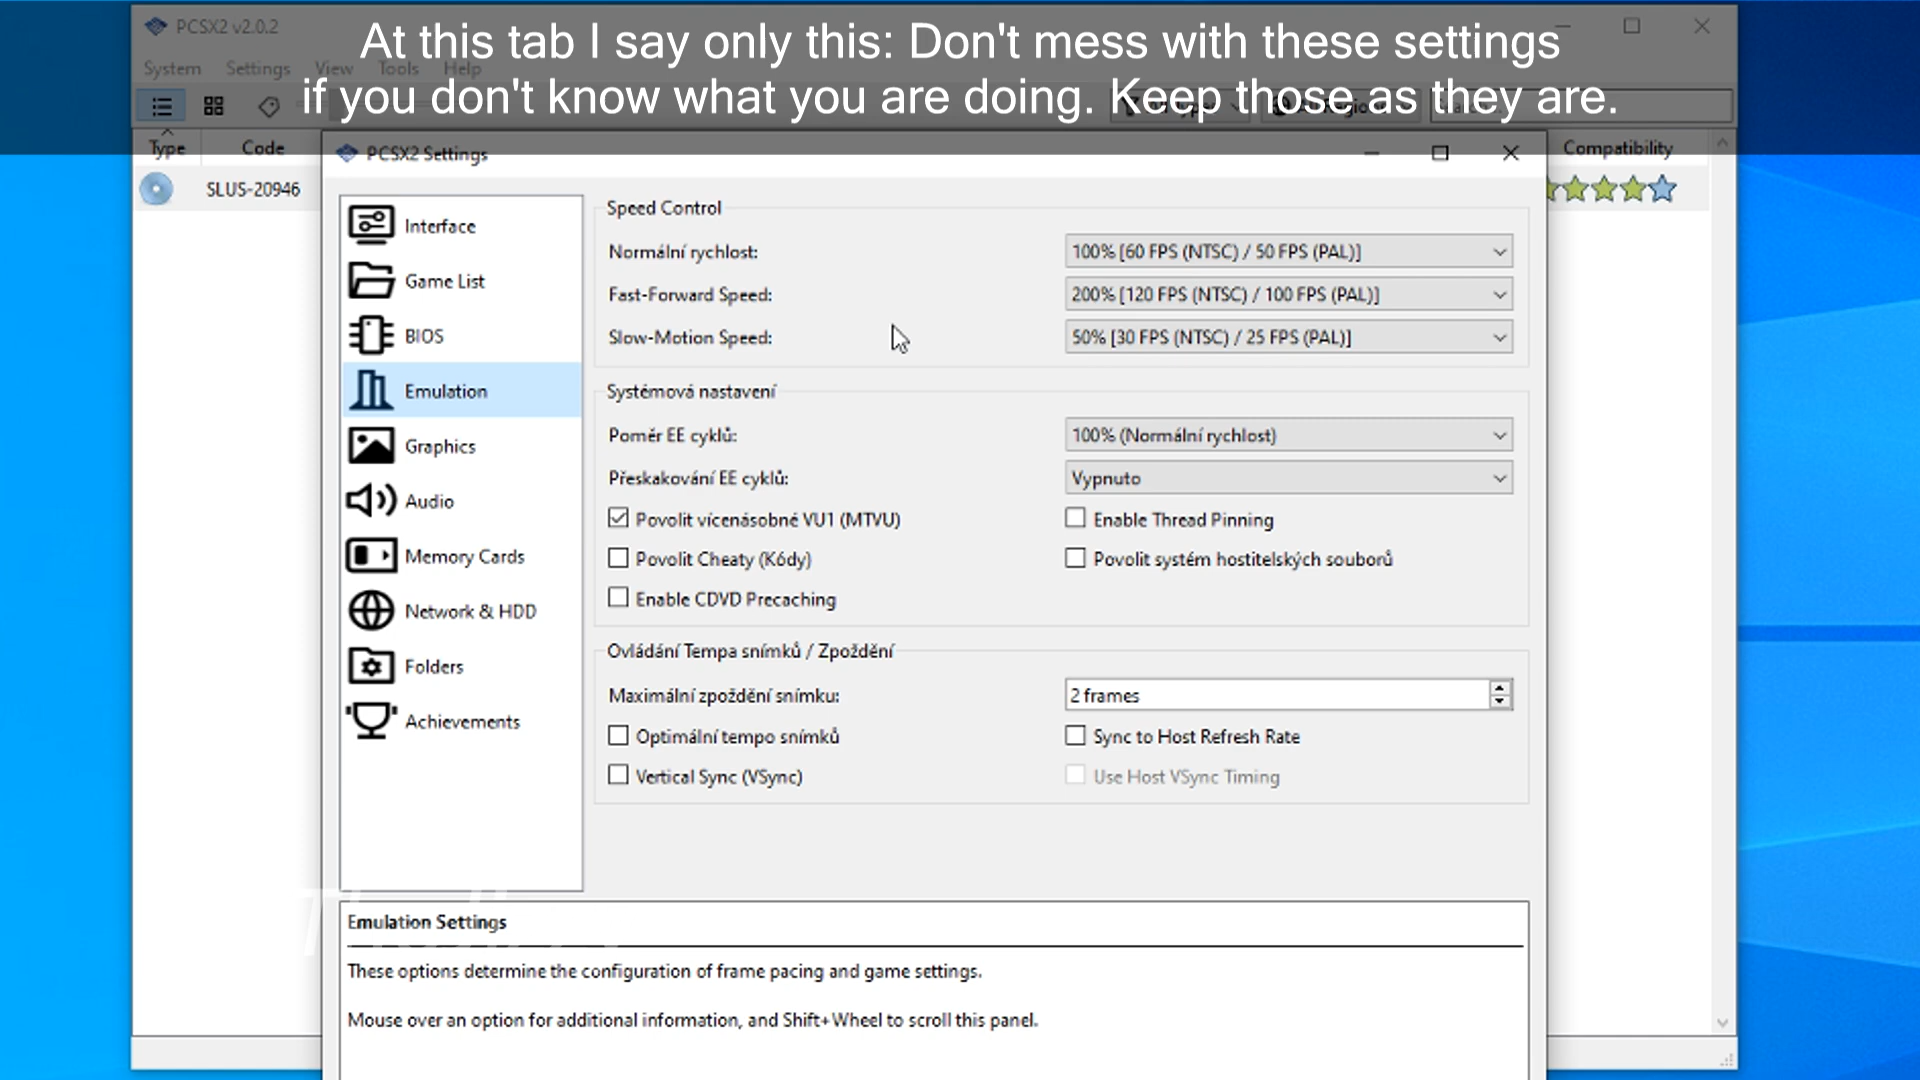 At this tab I say only this: Don't mess with these settings
if you don't know what you are doing. Keep those as they are.
PCSX2 v2.0.2
System Settings View Tools Help
Type Code Compatibility
SLUS-20946
PCSX2 Settings
Interface
Game List
BIOS
Emulation
Graphics
Audio
Memory Cards
Network & HDD
Folders
Achievements
Speed Control
Normální rychlost: 100% [60 FPS (NTSC) / 50 FPS (PAL)]
Fast-Forward Speed: 200% [120 FPS (NTSC) / 100 FPS (PAL)]
Slow-Motion Speed: 50% [30 FPS (NTSC) / 25 FPS (PAL)]
Systémová nastavení
Poměr EE cyklů: 100% (Normální rychlost)
Přeskakování EE cyklů: Vypnuto
Povolit vícenásobné VU1 (MTVU) Enable Thread Pinning
Povolit Cheaty (Kódy) Povolit systém hostitelských souborů
Enable CDVD Precaching
Ovládání Tempa snímků / Zpoždění
Maximální zpoždění snímku: 2 frames
Optimální tempo snímků Sync to Host Refresh Rate
Vertical Sync (VSync) Use Host VSync Timing
Emulation Settings
These options determine the configuration of frame pacing and game settings.
Mouse over an option for additional information, and Shift+Wheel to scroll this panel.